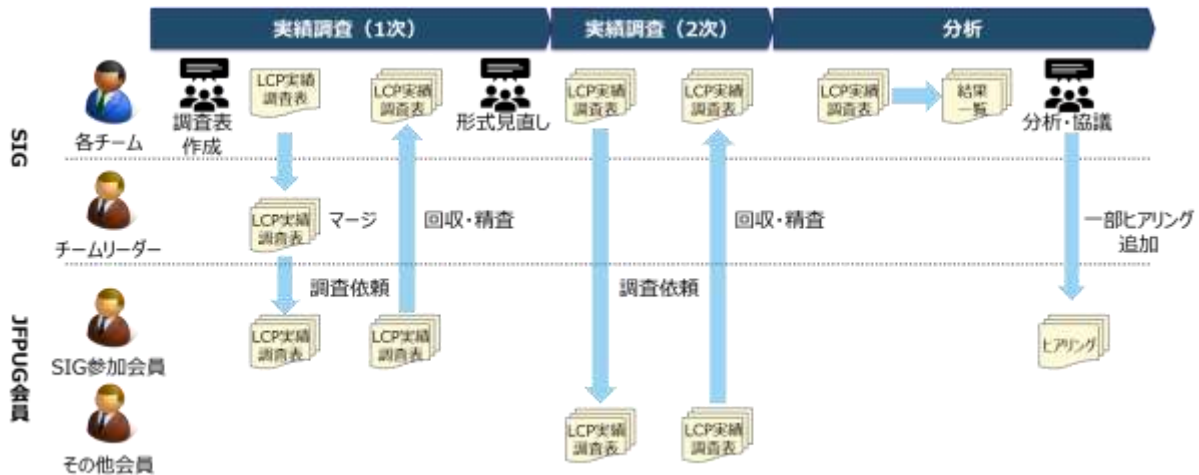 実績調査（1次）
実績調査（2次）
分析
SIG
各チーム
調査表
作成
LCP実績
調査表
LCP実績
調査表
形式見直し
LCP実績
調査表
LCP実績
調査表
LCP実績
調査表
結果
一覧
分析・協議
チームリーダー
LCP実績
調査表
マージ
回収・精査
回収・精査
一部ヒアリング
追加
JFPUG会員
SIG参加会員
調査依頼
LCP実績
調査表
LCP実績
調査表
調査依頼
ヒアリング
その他会員
LCP実績
調査表
LCP実績
調査表